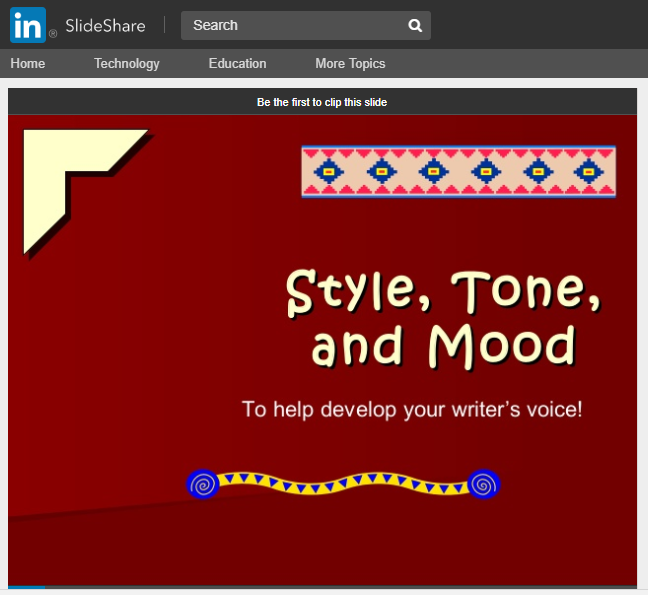 in ® SlideShare Search
Home Technology Education More Topics
Be the first to clip this slide
Style, Tone,
and Mood
To help develop your writer's voice!